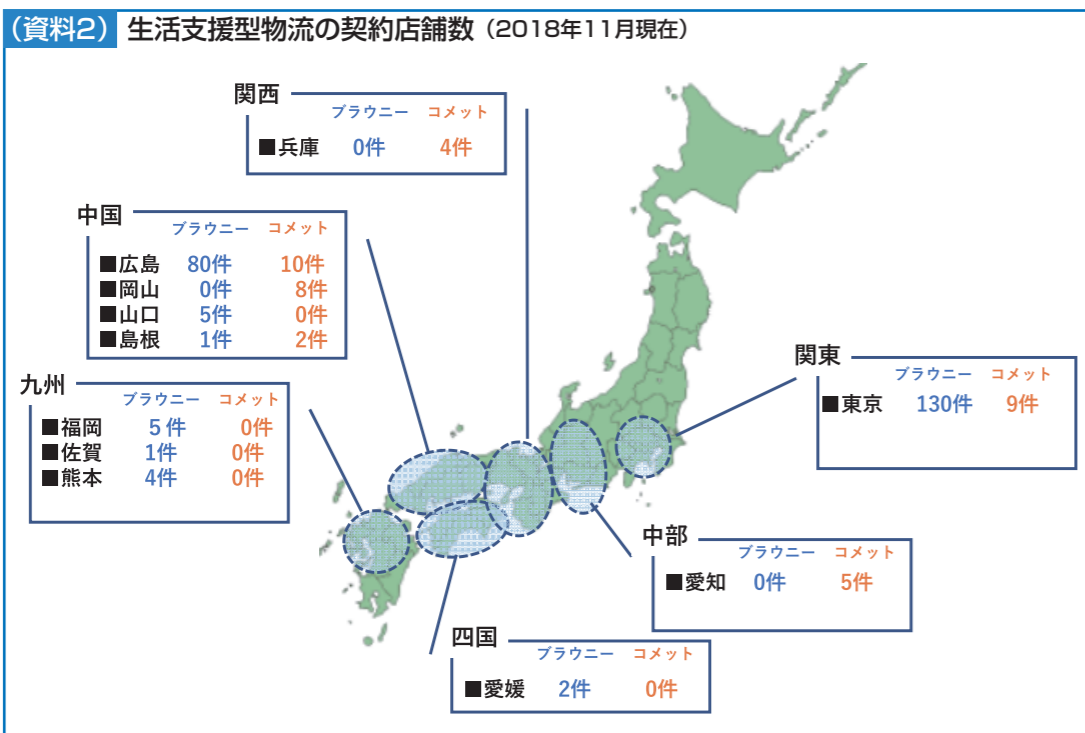 （資料2） 生活支援型物流の契約店舗数（2018年11月現在）
関西
ブラウニー コメット
■兵庫 0件 4件
中国
ブラウニー コメット
■広島 80件 10件
■岡山 0件 8件
■山口 5件 0件
■島根 1件 2件
九州
ブラウニー コメット
■福岡 5件 0件
■佐賀 1件 0件
■熊本 4件 0件
関東
ブラウニー コメット
■東京 130件 9件
中部
ブラウニー コメット
■愛知 0件 5件
四国
ブラウニー コメット
■愛媛 2件 0件